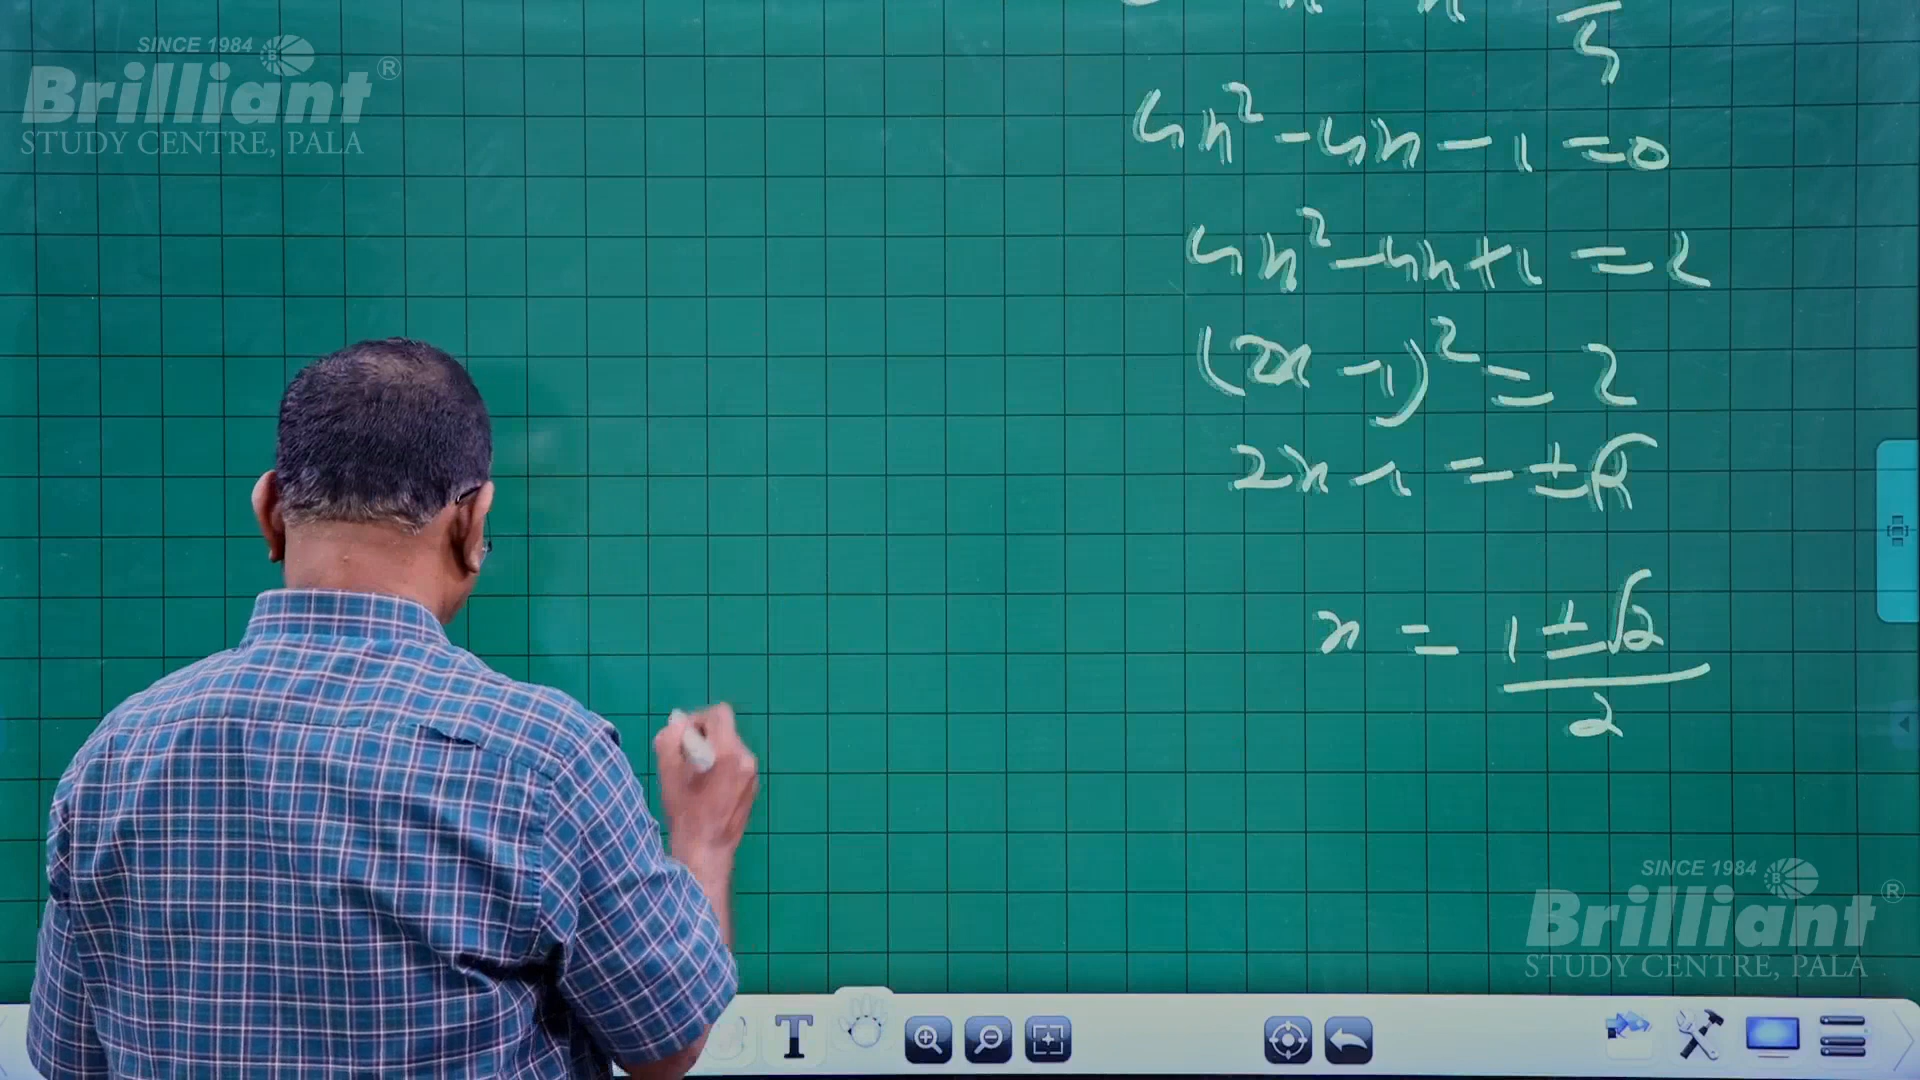 SINCE 1984
Brilliant®
STUDY CENTRE, PALA
4x² - 4x - 1 = 0
4x² - 4x + 1 = 2
(2x - 1)² = 2
2x - 1 = ±√2
x = 1 ± √2
2
SINCE 1984
Brilliant®
STUDY CENTRE, PALA
T